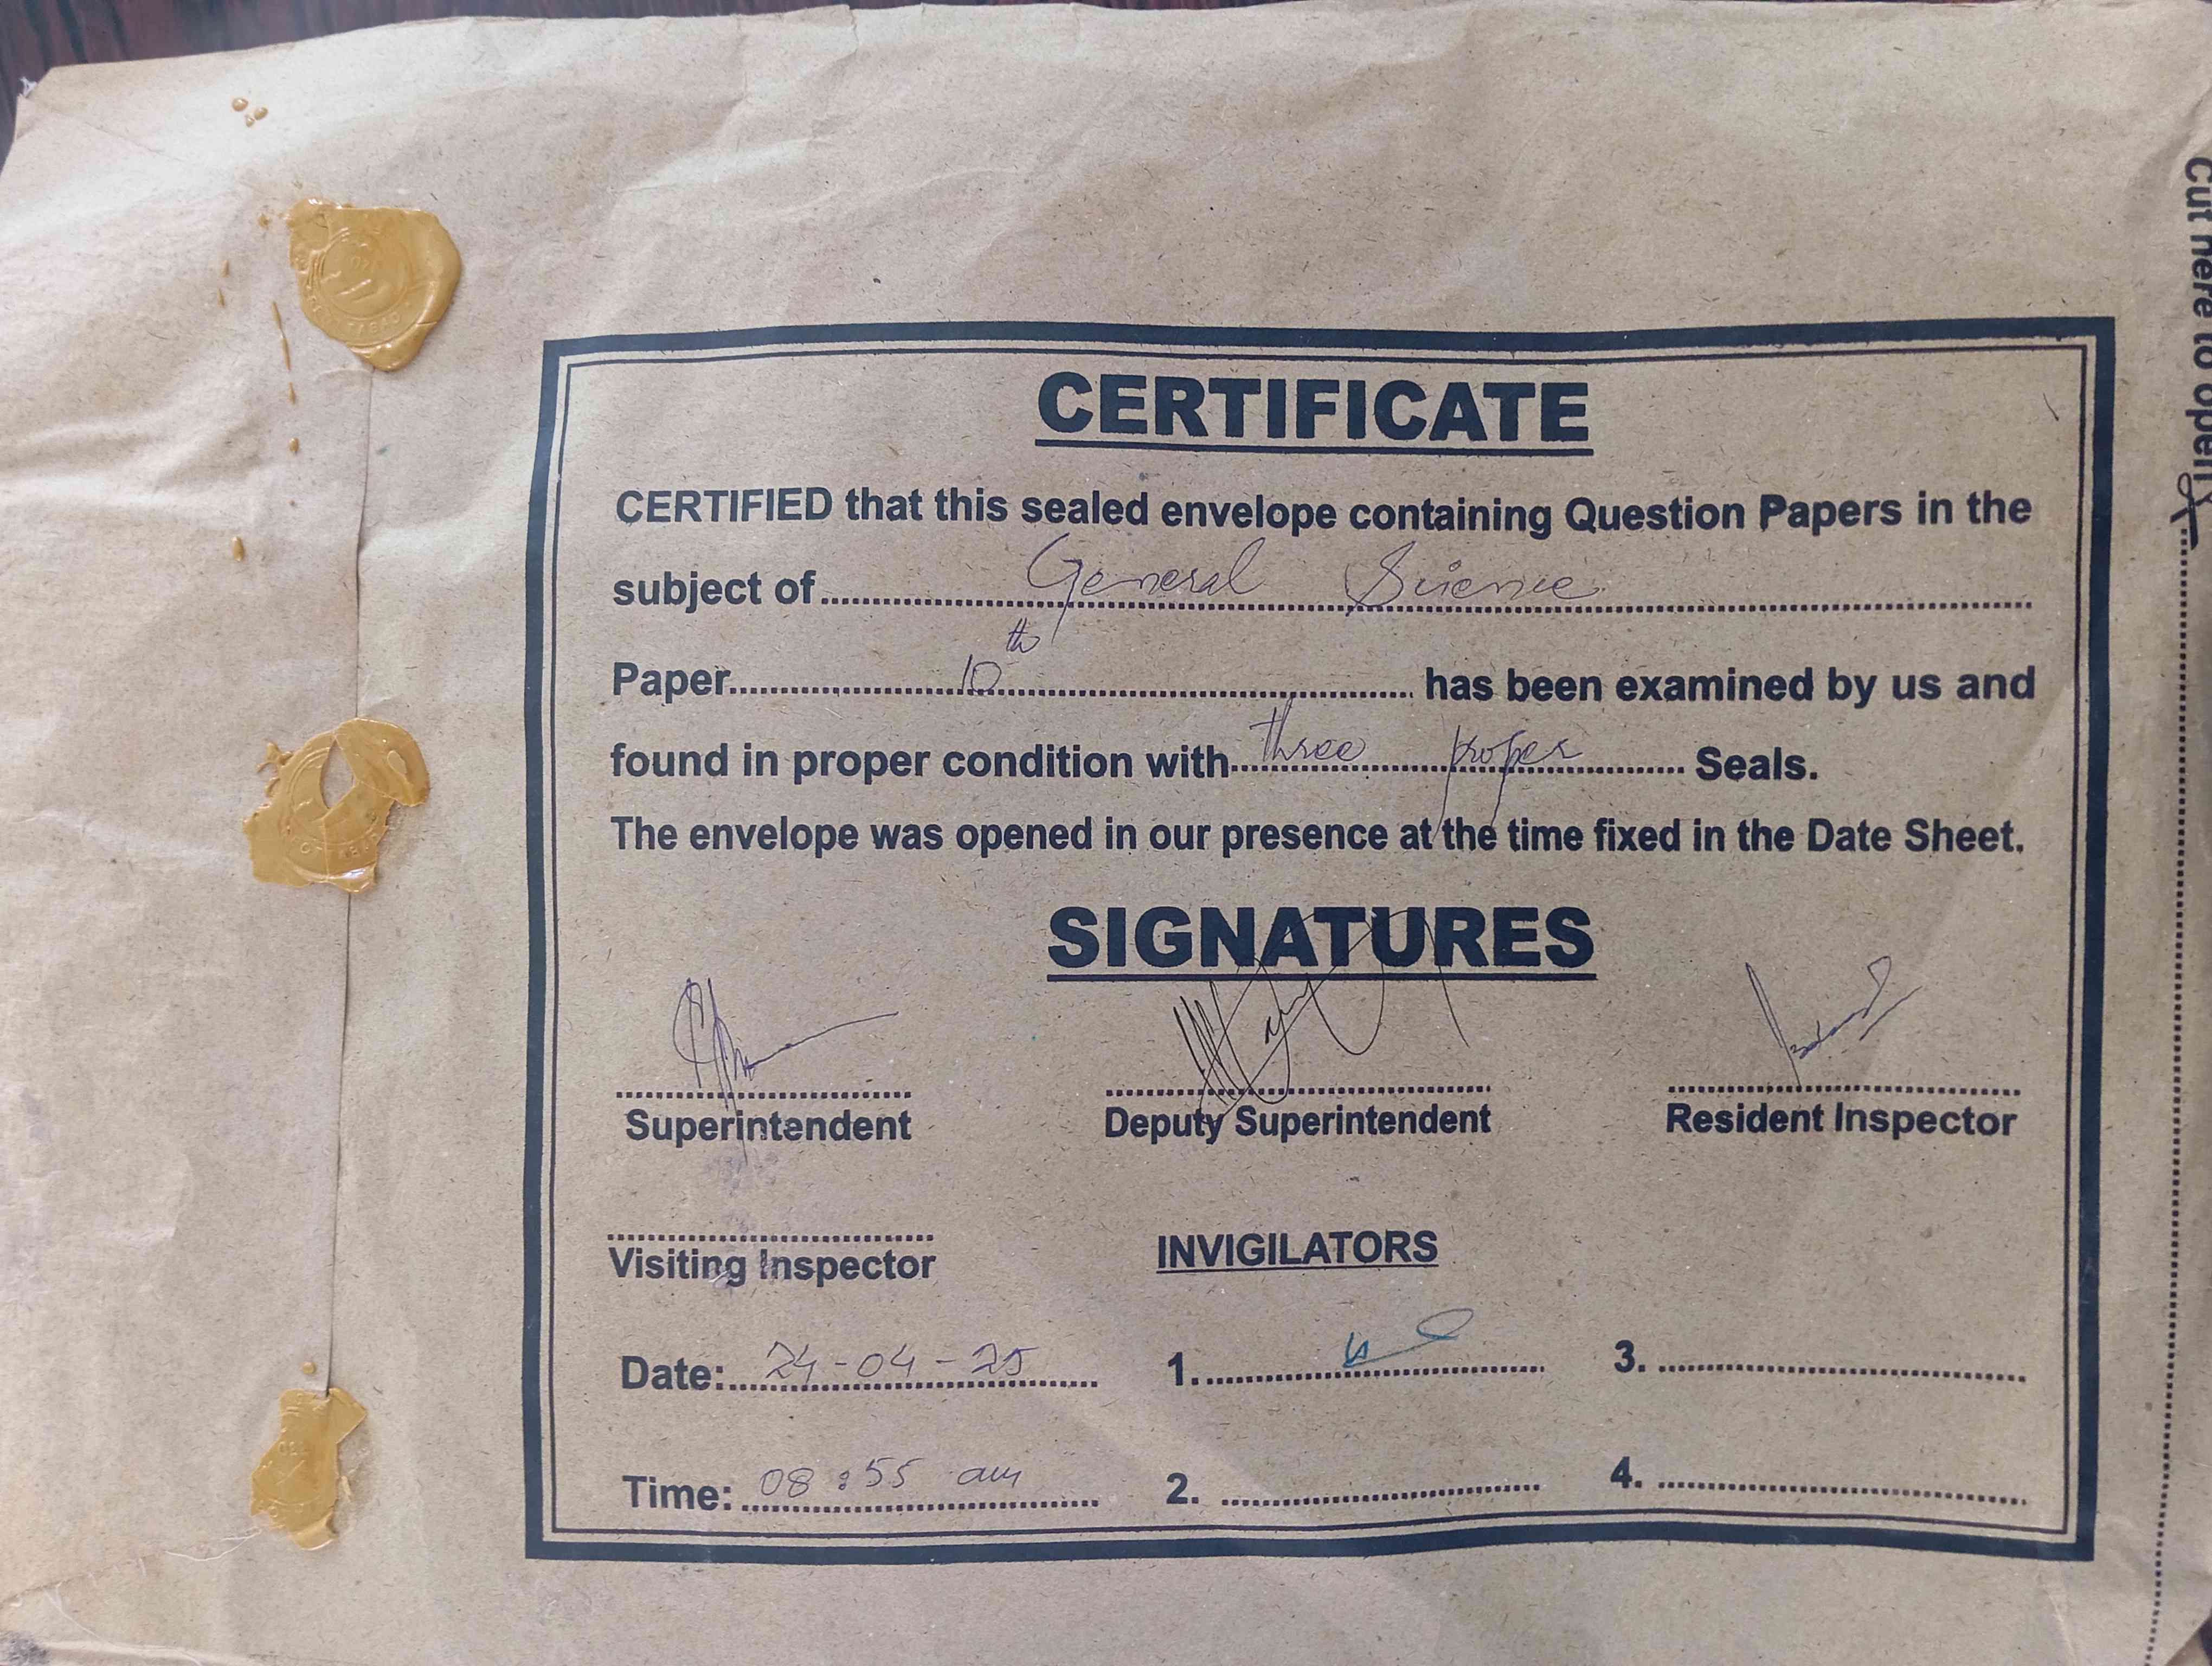 CERTIFICATE
CERTIFIED that this sealed envelope containing Question Papers in the
subject of General Science
Paper 10th has been examined by us and
found in proper condition with three proper Seals.
The envelope was opened in our presence at the time fixed in the Date Sheet.
SIGNATURES
Superintendent Deputy Superintendent Resident Inspector
Visiting Inspector INVIGILATORS
Date: 24-04-25 1. 3.
Time: 08:55 am 2. 4.
Cut here to open